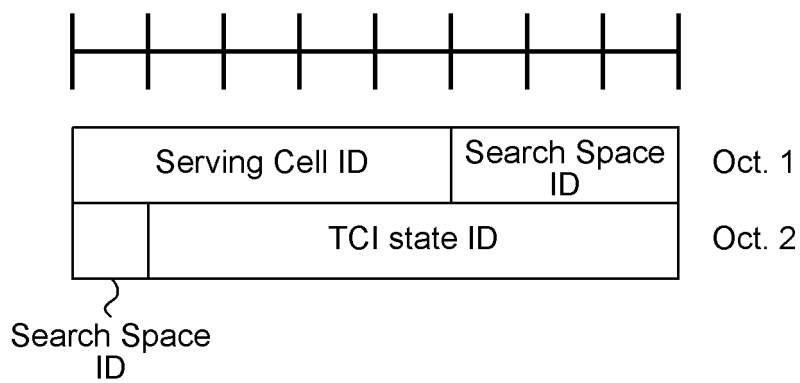 Serving Cell ID
Search Space
ID
Oct. 1
TCI state ID
Oct. 2
Search Space
ID